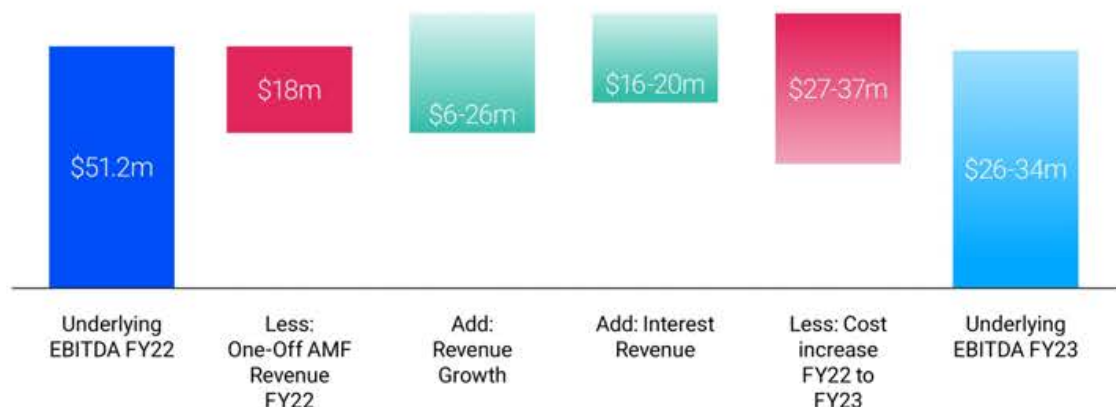 $51.2m
$18m
$6-26m
$16-20m
$27-37m
$26-34m
Underlying
EBITDA FY22
Less:
One-Off AMF
Revenue
FY22
Add:
Revenue
Growth
Add: Interest
Revenue
Less: Cost
increase
FY22 to
FY23
Underlying
EBITDA FY23